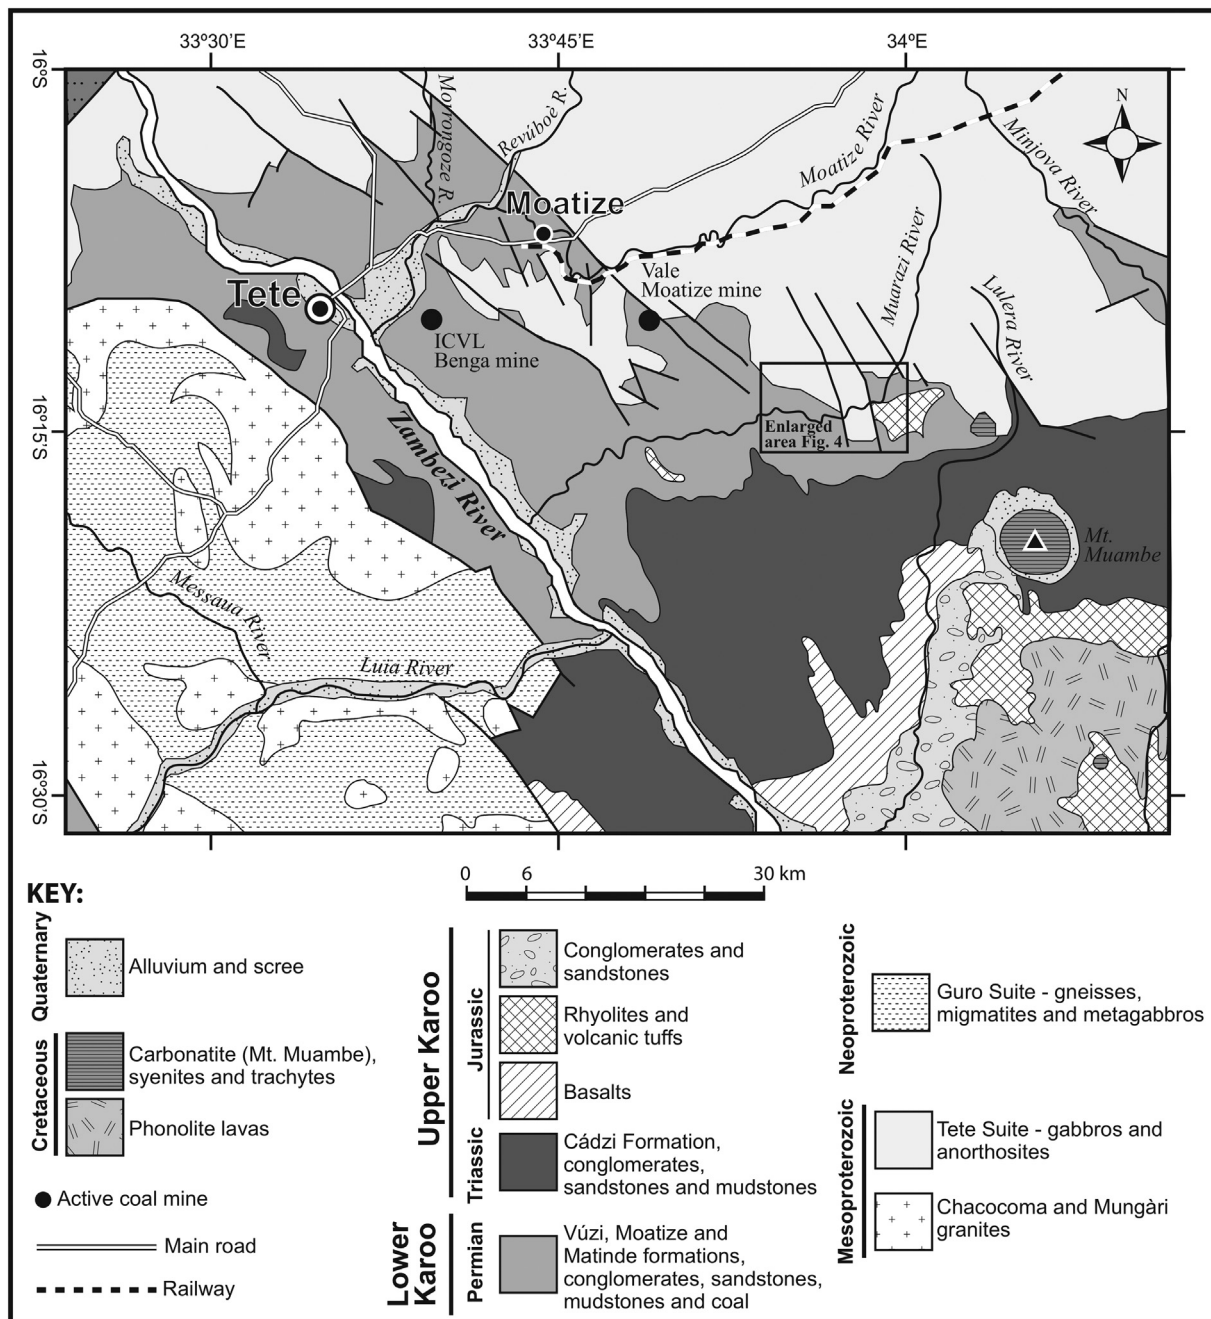 33º30’E
33º45’E
34ºE
16ºS
16º15’S
16º30’S
N
Morrongoze R.
Revúboè R.
Moatize River
Minjova River
Moatize
Vale
Moatize mine
Muarazi River
Lulera River
Tete
ICVL
Benga mine
Enlarged
area Fig. 4
Zambezi River
Mt.
Muambe
Messaua River
Luia River
KEY:
0 6 30 km
Quaternary
Alluvium and scree
Cretaceous
Carbonatite (Mt. Muambe),
syenites and trachytes
Phonolite lavas
Active coal mine
Main road
Railway
Upper Karoo
Jurassic
Conglomerates and
sandstones
Rhyolites and
volcanic tuffs
Basalts
Triassic
Cádzi Formation,
conglomerates,
sandstones and mudstones
Lower
Karoo
Permian
Vúzi, Moatize and
Matinde formations,
conglomerates, sandstones,
mudstones and coal
Neoproterozoic
Guro Suite - gneisses,
migmatites and metagabbros
Mesoproterozoic
Tete Suite - gabbros and
anorthosites
Chacocoma and Mungàri
granites